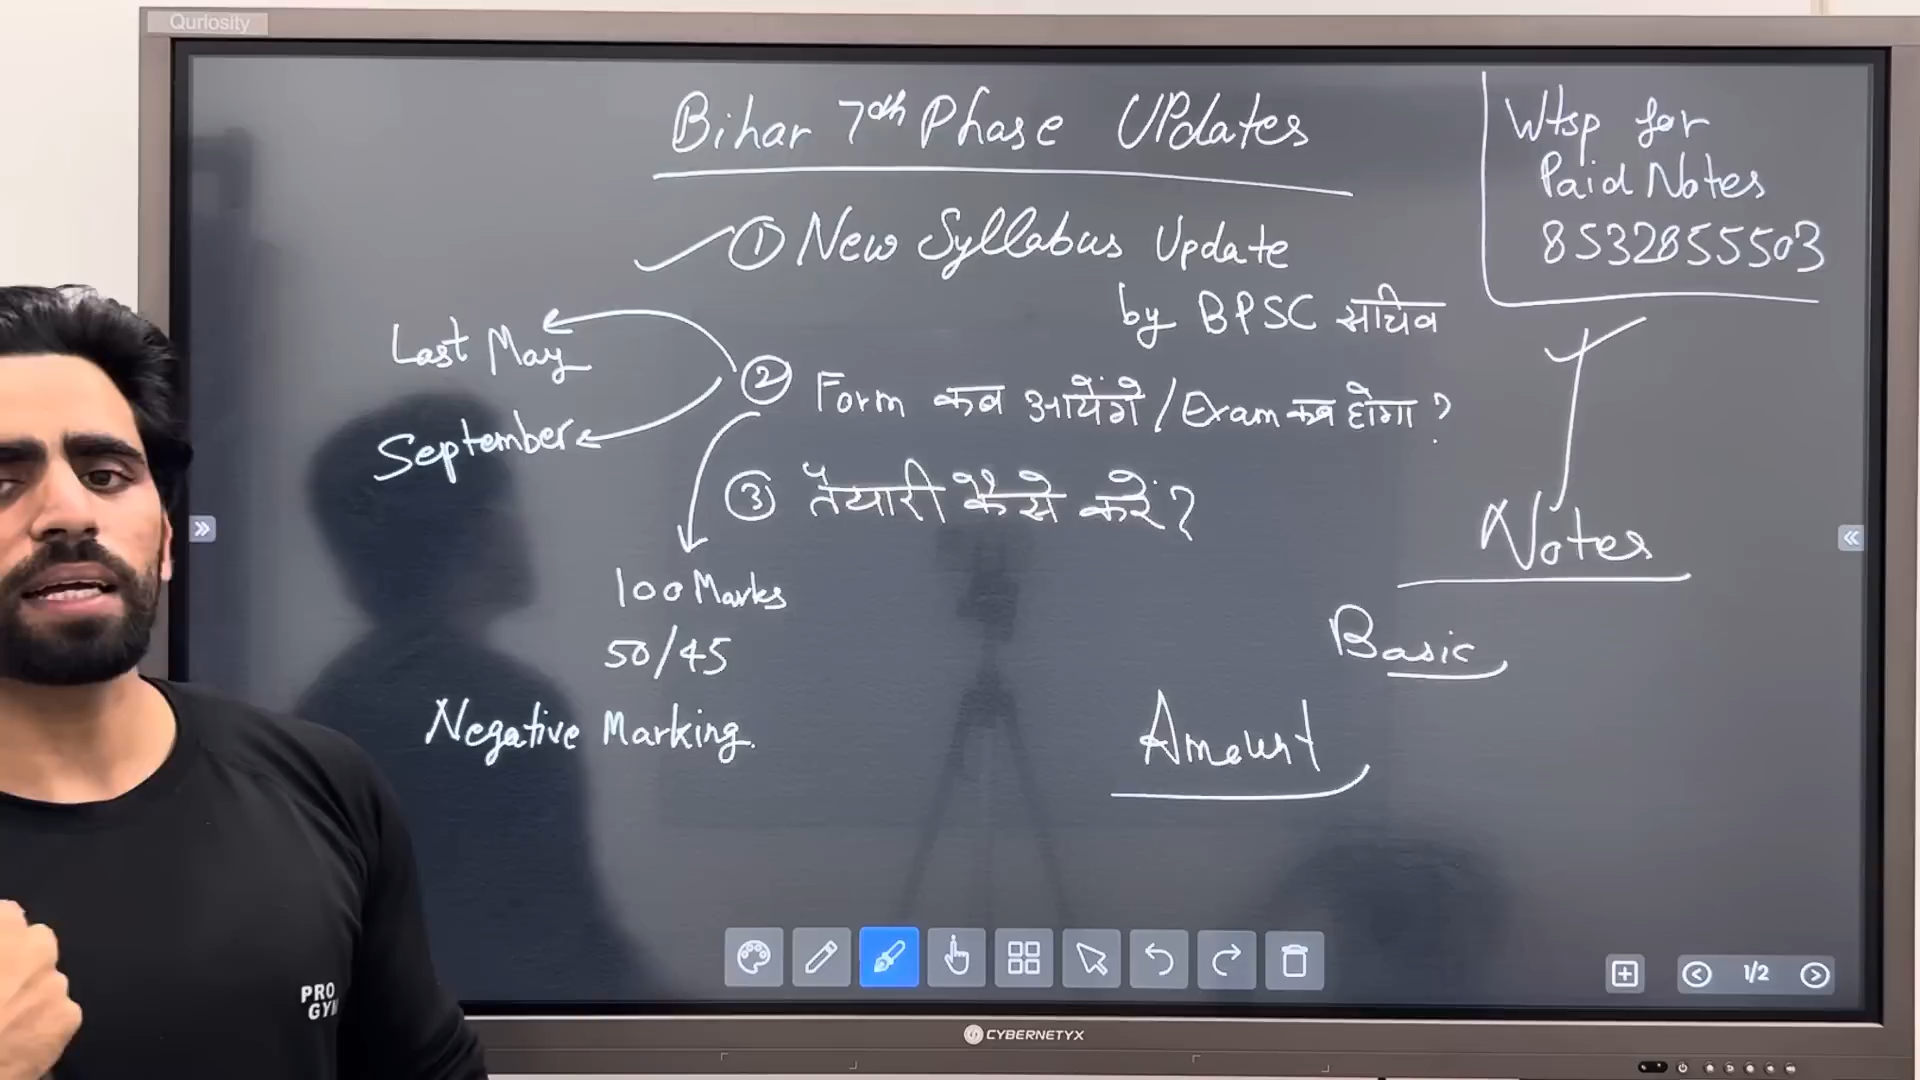 Quriosity
Bihar 7th Phase UPdates
Wtsp for
Paid Notes
8532855503
① New Syllabus Update
by BPSC सचिव
Last May
② Form कब आयेंगे / Exam कब होगा ?
September
③ तैयारी कैसे करें ?
Notes
100 Marks
50/45
Basic
Negative Marking.
Amount
PRO
GYM
1/2
CYBERNETYX